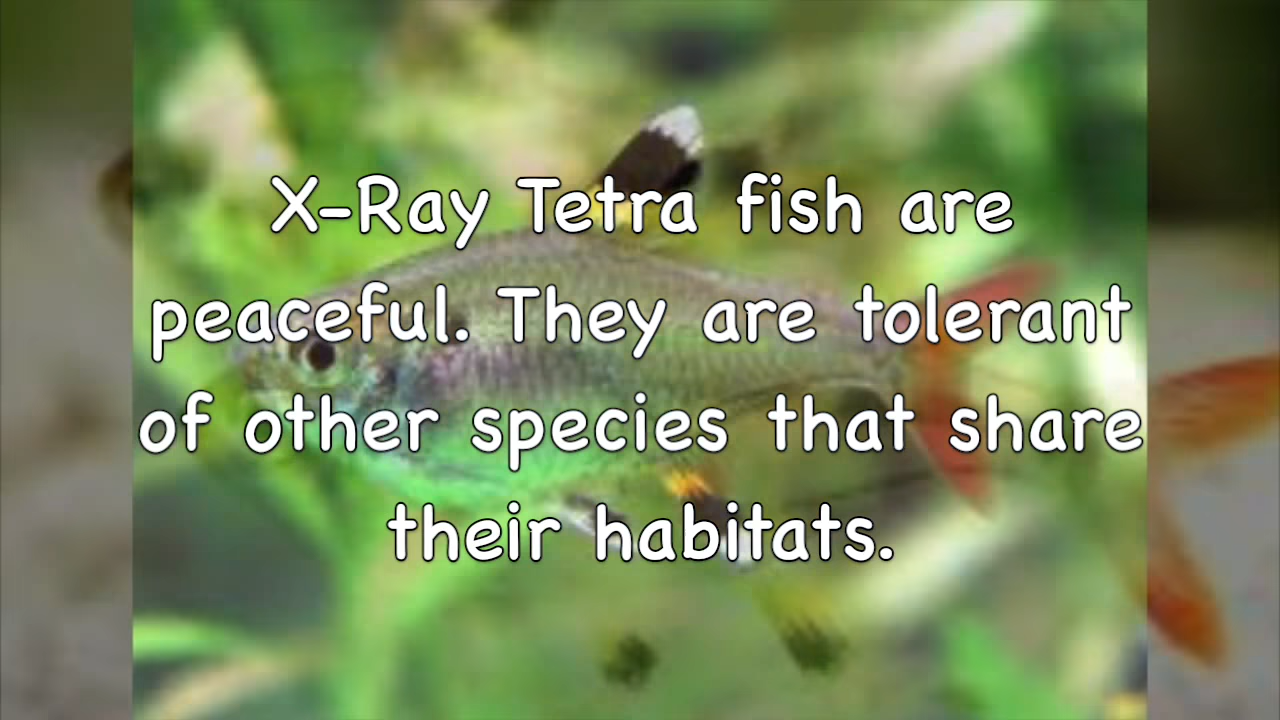 X-Ray Tetra fish are
peaceful. They are tolerant
of other species that share
their habitats.